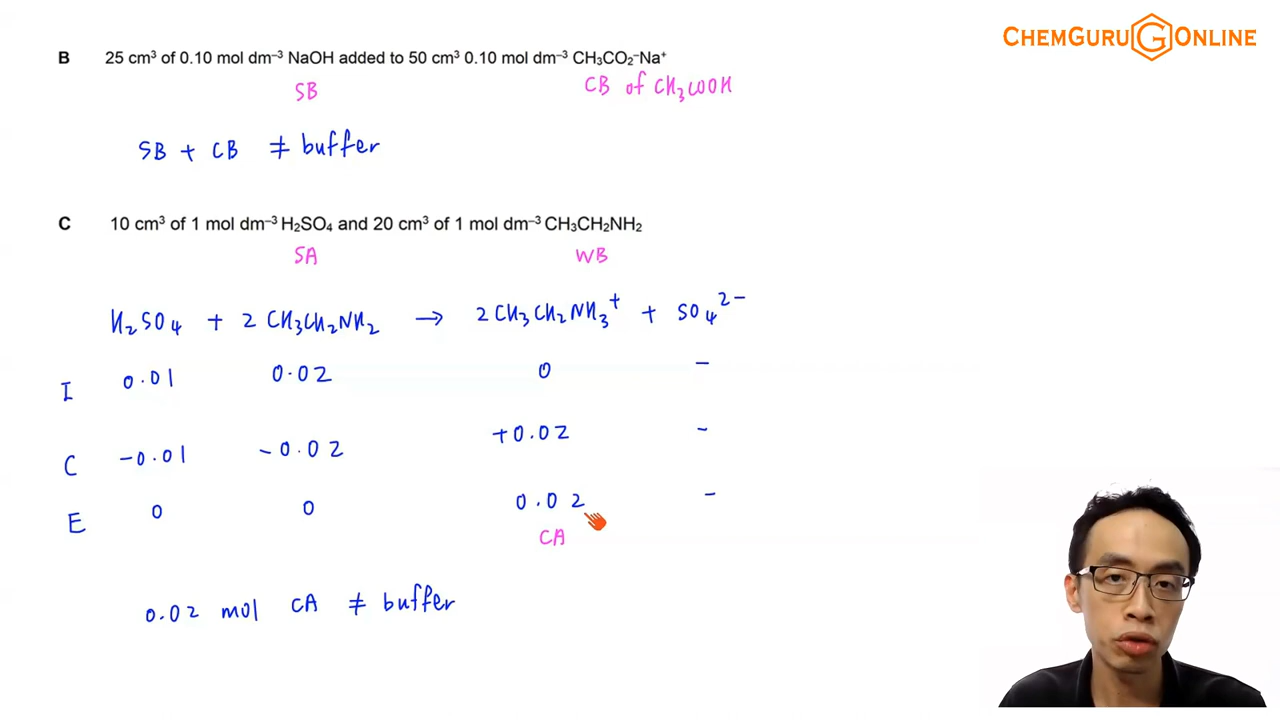 CHEMGURU G ONLINE
B 25 cm³ of 0.10 mol dm⁻³ NaOH added to 50 cm³ 0.10 mol dm⁻³ CH₃CO₂⁻Na⁺
SB CB of CH₃COOH
SB + CB ≠ buffer
C 10 cm³ of 1 mol dm⁻³ H₂SO₄ and 20 cm³ of 1 mol dm⁻³ CH₃CH₂NH₂
SA WB
H₂SO₄ + 2 CH₃CH₂NH₂ → 2 CH₃CH₂NH₃⁺ + SO₄²⁻
I 0.01 0.02 0 –
C –0.01 –0.02 +0.02 –
E 0 0 0.02 –
CA
0.02 mol CA ≠ buffer